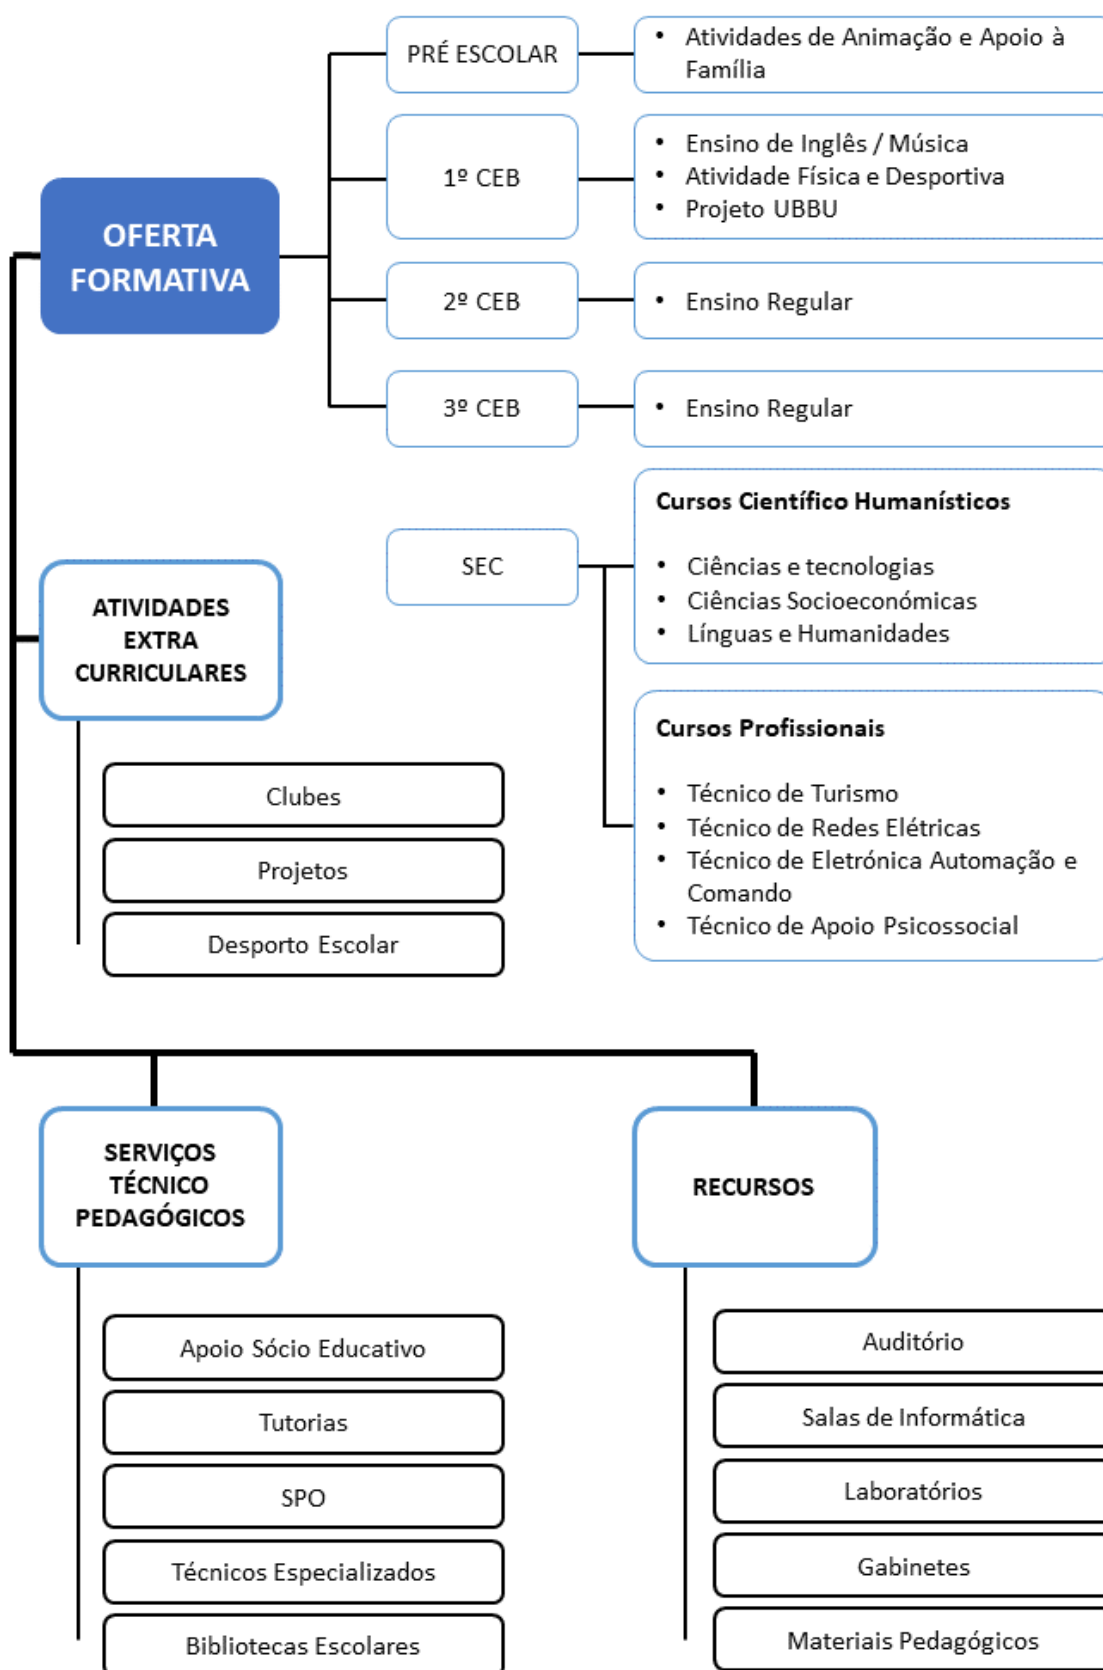 PRÉ ESCOLAR
• Atividades de Animação e Apoio à
Família
OFERTA
FORMATIVA
1º CEB
• Ensino de Inglês / Música
• Atividade Física e Desportiva
• Projeto UBBU
2º CEB
• Ensino Regular
3º CEB
• Ensino Regular
SEC
Cursos Científico Humanísticos
• Ciências e tecnologias
• Ciências Socioeconómicas
• Línguas e Humanidades
Cursos Profissionais
• Técnico de Turismo
• Técnico de Redes Elétricas
• Técnico de Eletrónica Automação e
Comando
• Técnico de Apoio Psicossocial
ATIVIDADES
EXTRA
CURRICULARES
Clubes
Projetos
Desporto Escolar
SERVIÇOS
TÉCNICO
PEDAGÓGICOS
Apoio Sócio Educativo
Tutorias
SPO
Técnicos Especializados
Bibliotecas Escolares
RECURSOS
Auditório
Salas de Informática
Laboratórios
Gabinetes
Materiais Pedagógicos